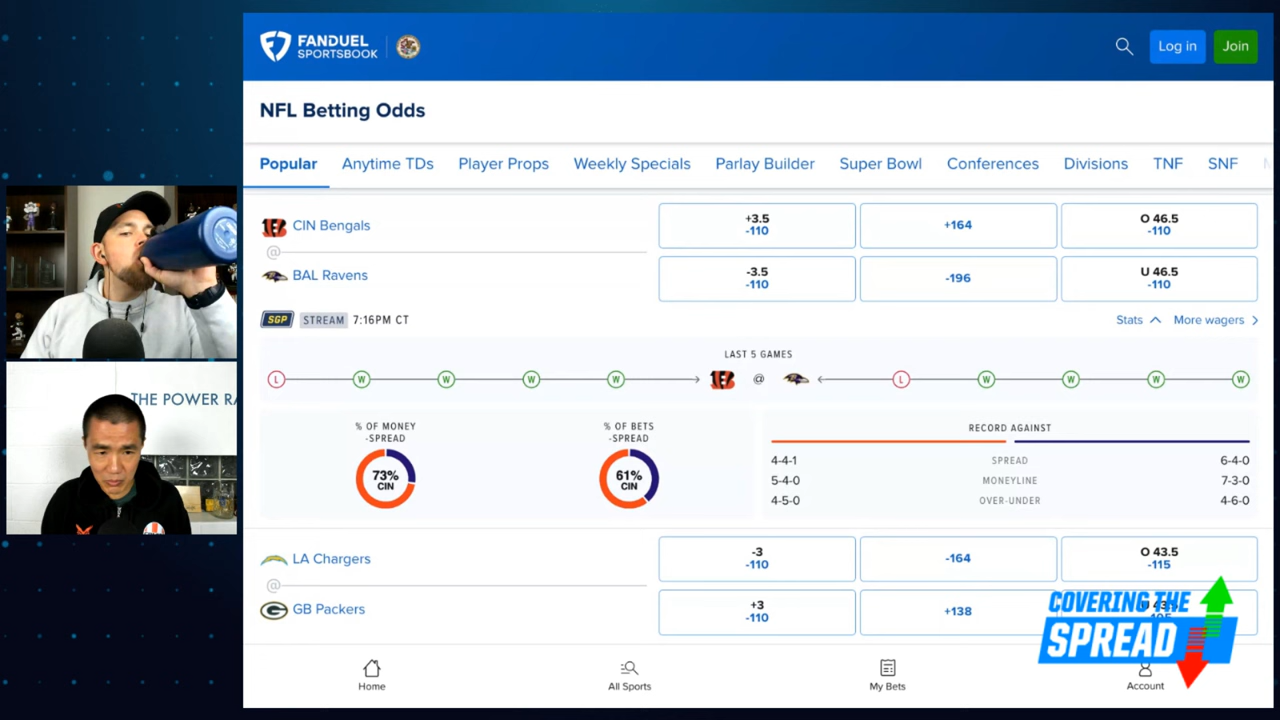 FANDUEL
SPORTSBOOK
Log in
Join
NFL Betting Odds
Popular
Anytime TDs
Player Props
Weekly Specials
Parlay Builder
Super Bowl
Conferences
Divisions
TNF
SNF
CIN Bengals
+3.5
-110
+164
O 46.5
-110
@
BAL Ravens
-3.5
-110
-196
U 46.5
-110
SGP
STREAM
7:16PM CT
Stats
More wagers
LAST 5 GAMES
L
W
W
W
W
@
L
W
W
W
W
% OF MONEY
-SPREAD
73%
CIN
% OF BETS
-SPREAD
61%
CIN
RECORD AGAINST
4-4-1
SPREAD
6-4-0
5-4-0
MONEYLINE
7-3-0
4-5-0
OVER-UNDER
4-6-0
LA Chargers
-3
-110
-164
O 43.5
-115
@
GB Packers
+3
-110
+138
THE POWER RA
COVERING THE
SPREAD
Home
All Sports
My Bets
Account